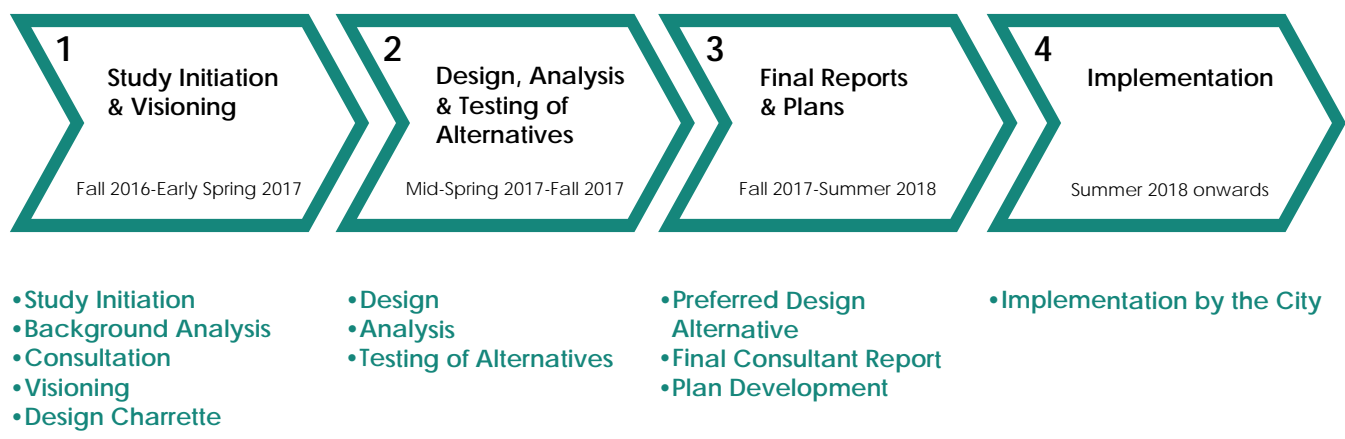 1
Study Initiation
& Visioning
Fall 2016-Early Spring 2017
2
Design, Analysis
& Testing of
Alternatives
Mid-Spring 2017-Fall 2017
3
Final Reports
& Plans
Fall 2017-Summer 2018
4
Implementation
Summer 2018 onwards
•Study Initiation
•Background Analysis
•Consultation
•Visioning
•Design Charrette
•Design
•Analysis
•Testing of Alternatives
•Preferred Design
Alternative
•Final Consultant Report
•Plan Development
•Implementation by the City